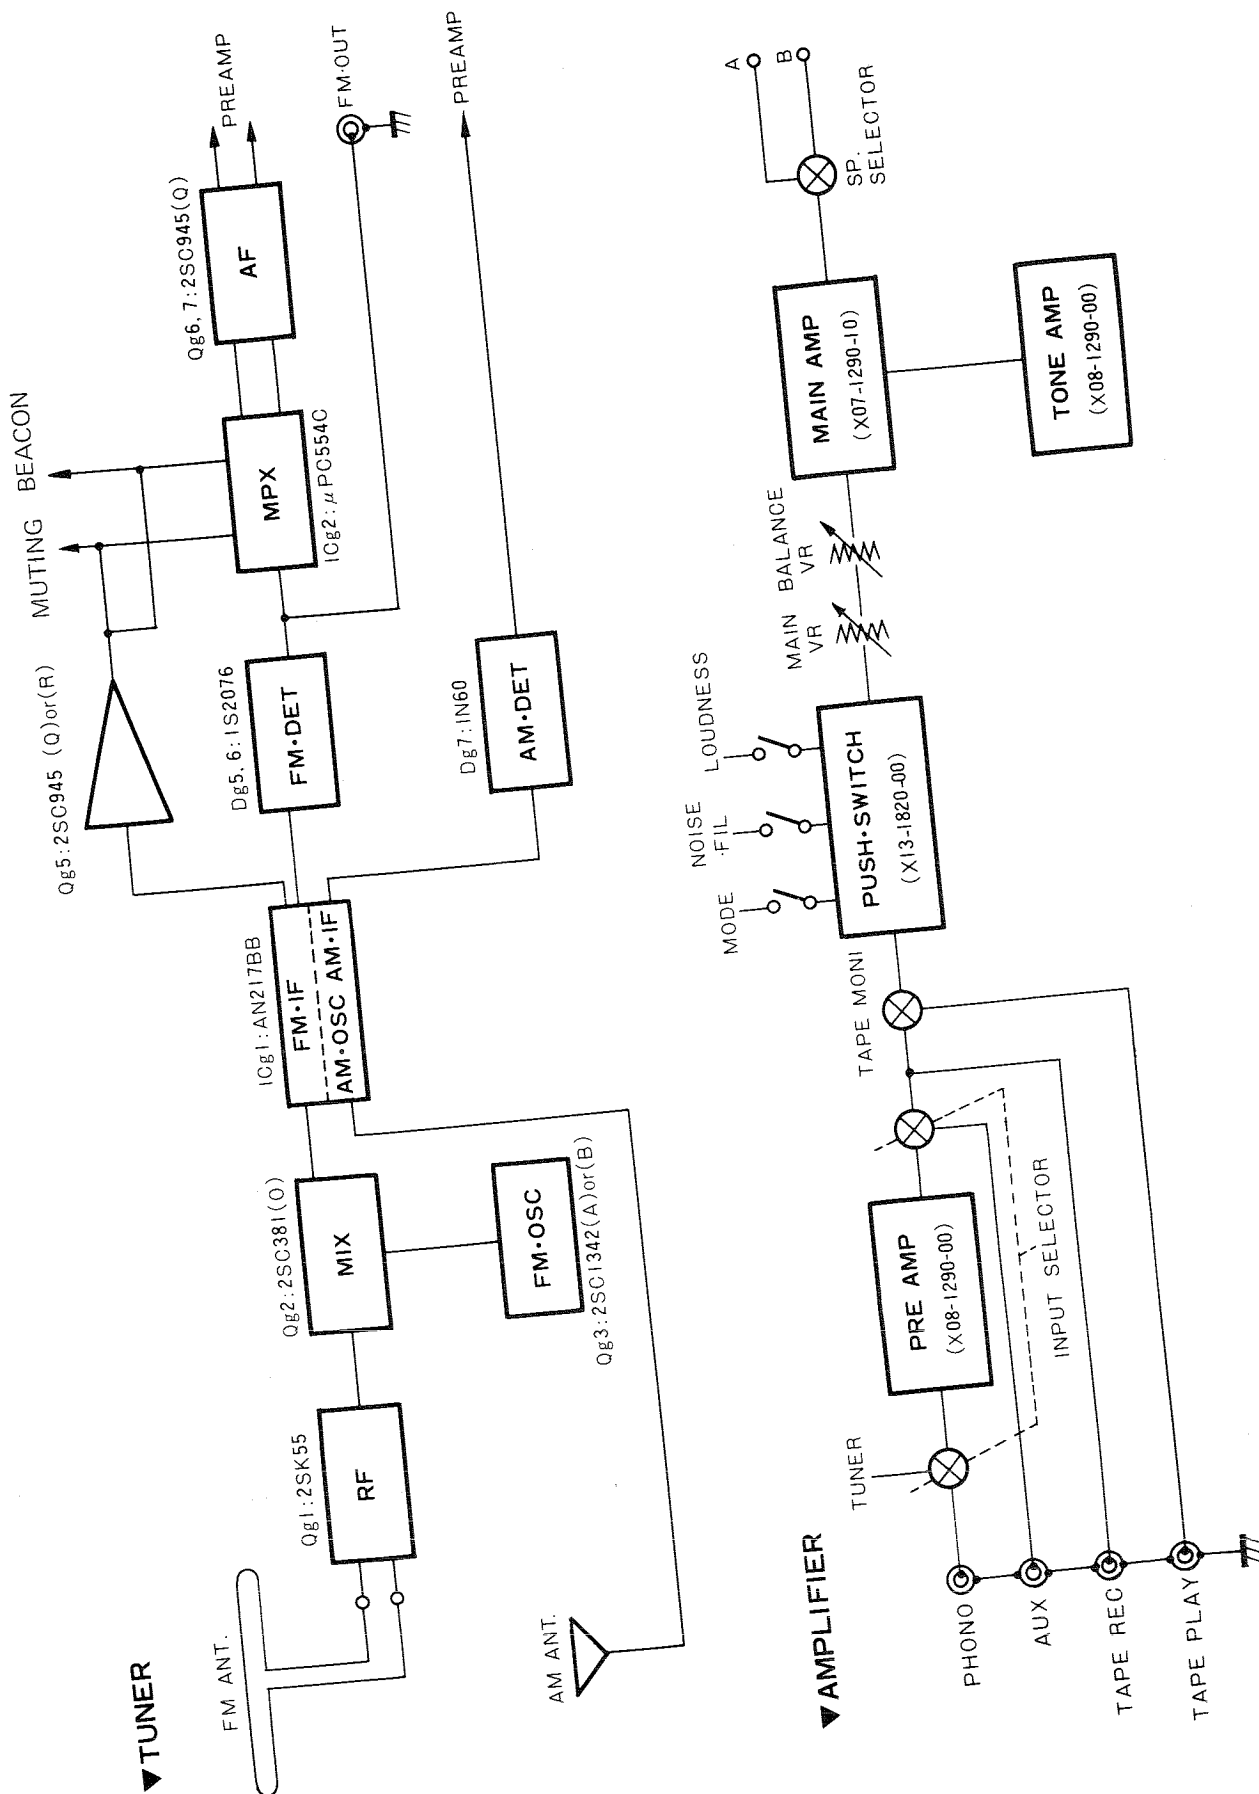 ▼TUNER
FM ANT.
Qg1:2SK55
RF
Qg2:2SC381(O)
MIX
FM·OSC
Qg3:2SC1342(A)or(B)
AM ANT.
ICg1:AN217BB
FM·IF
AM·OSC AM·IF
Qg5:2SC945 (Q)or(R)
MUTING BEACON
Dg5, 6:IS2076
FM·DET
Dg7:IN60
AM·DET
MPX
ICg2:μPC554C
Qg6, 7:2SC945(Q)
AF
PREAMP
FM·OUT
PREAMP
▼AMPLIFIER
PHONO
AUX
TAPE REC
TAPE PLAY
TUNER
PRE AMP
(X08-1290-00)
INPUT SELECTOR
TAPE MONI
MODE
NOISE
·FIL
LOUDNESS
PUSH·SWITCH
(X13-1820-00)
MAIN
VR
BALANCE
VR
MAIN AMP
(X07-1290-10)
TONE AMP
(X08-1290-00)
SP.
SELECTOR
A
B